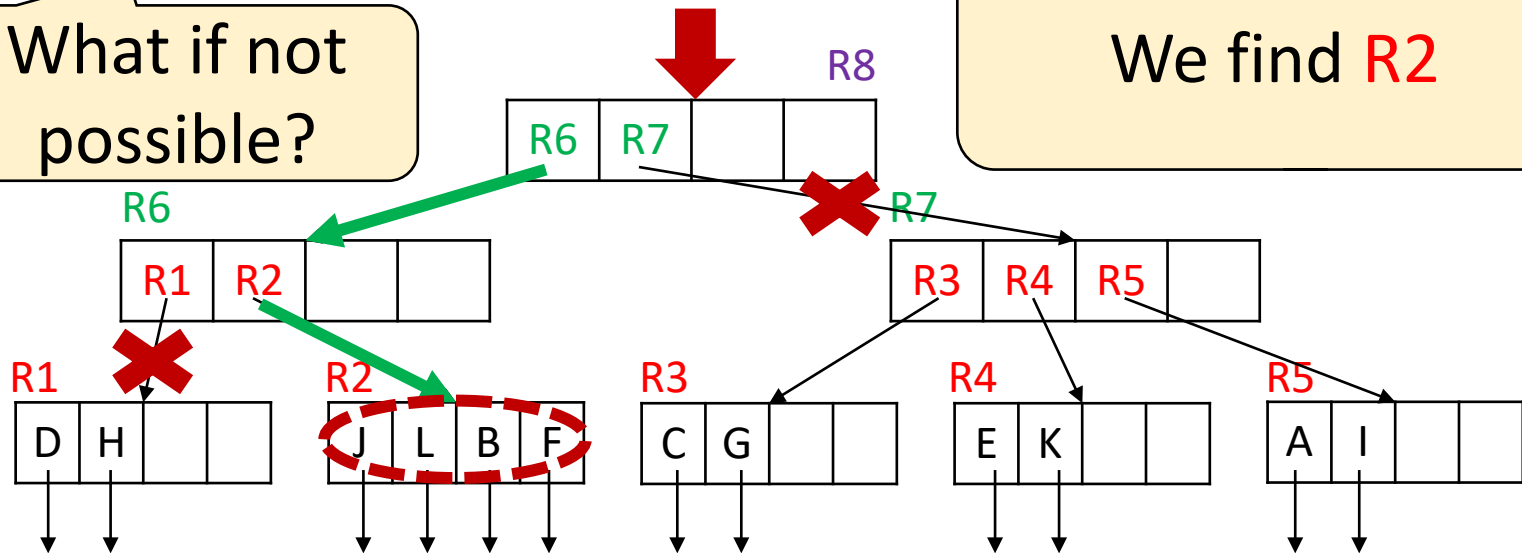 What if not
possible?
R8
We find R2
R6 R7
R6
R7
R1 R2
R3 R4 R5
R1
R2
R3
R4
R5
D H
J L B F
C G
E K
A I